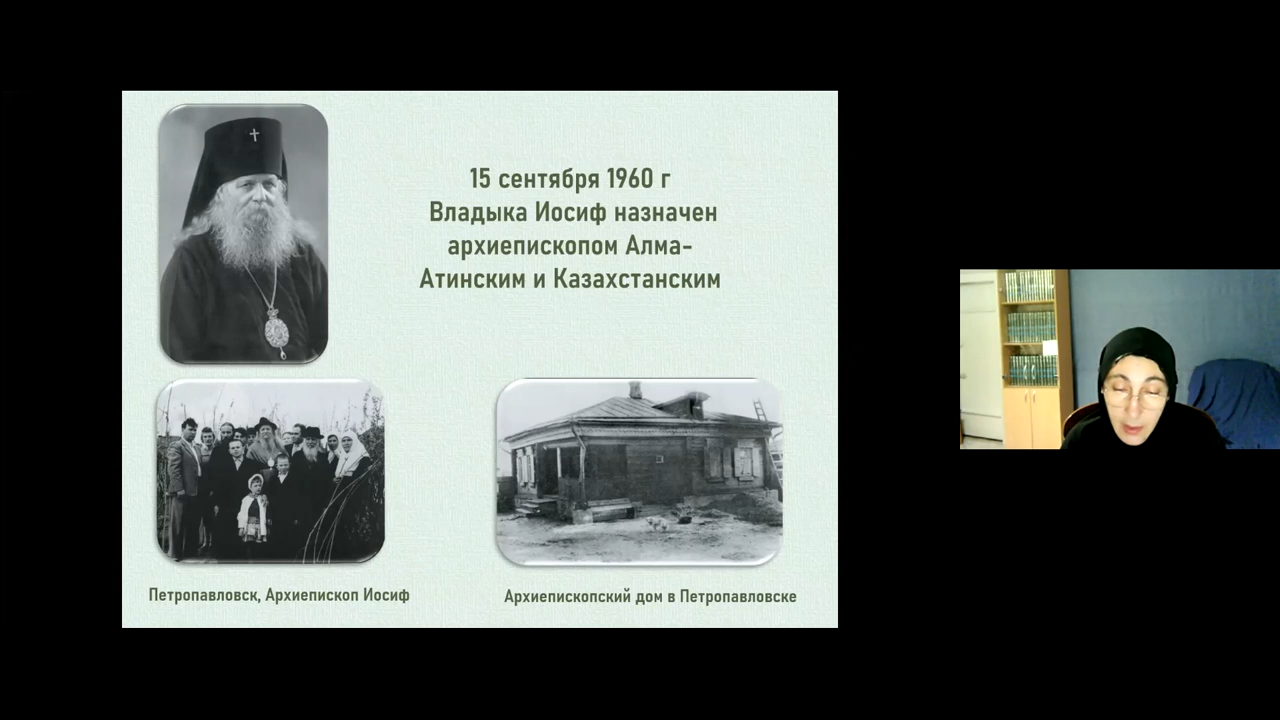 15 сентября 1960 г
Владыка Иосиф назначен
архиепископом Алма-
Атинским и Казахстанским
Петропавловск, Архиепископ Иосиф
Архиепископский дом в Петропавловске